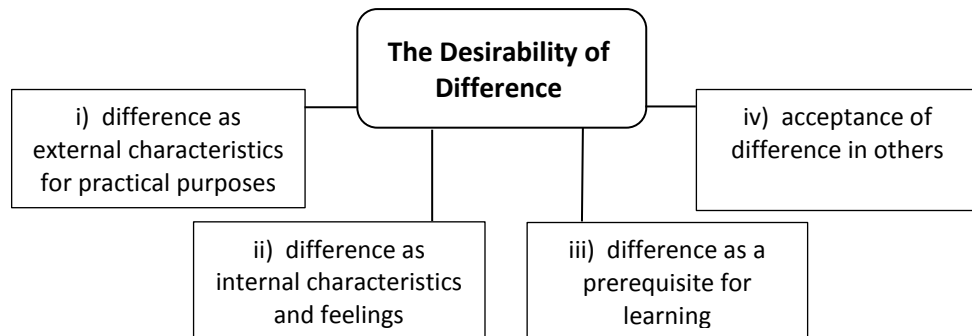 The Desirability of
Difference
i) difference as
external characteristics
for practical purposes
ii) difference as
internal characteristics
and feelings
iii) difference as a
prerequisite for
learning
iv) acceptance of
difference in others